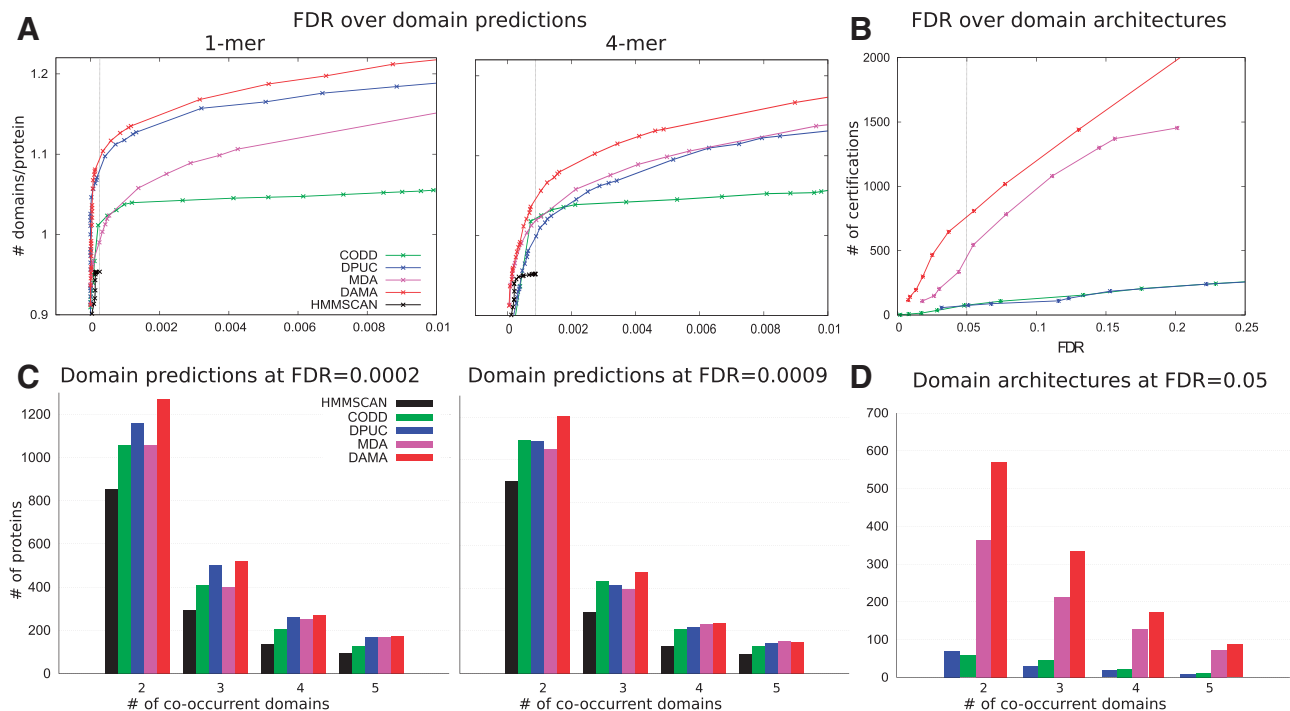 A
FDR over domain predictions
1-mer
4-mer
# domains/protein
1.2
1.1
1
0.9
0
0.002
0.004
0.006
0.008
0.01
CODD
DPUC
MDA
DAMA
HMMSCAN
0
0.002
0.004
0.006
0.008
0.01
B
FDR over domain architectures
# of certifications
2000
1500
1000
500
0
0
0.05
0.1
0.15
0.2
0.25
FDR
C
Domain predictions at FDR=0.0002
# of proteins
1200
1000
800
600
400
200
0
HMMSCAN
CODD
DPUC
MDA
DAMA
2
3
4
5
# of co-occurrent domains
Domain predictions at FDR=0.0009
2
3
4
5
# of co-occurrent domains
D
Domain architectures at FDR=0.05
700
600
500
400
300
200
100
0
2
3
4
5
# of co-occurrent domains